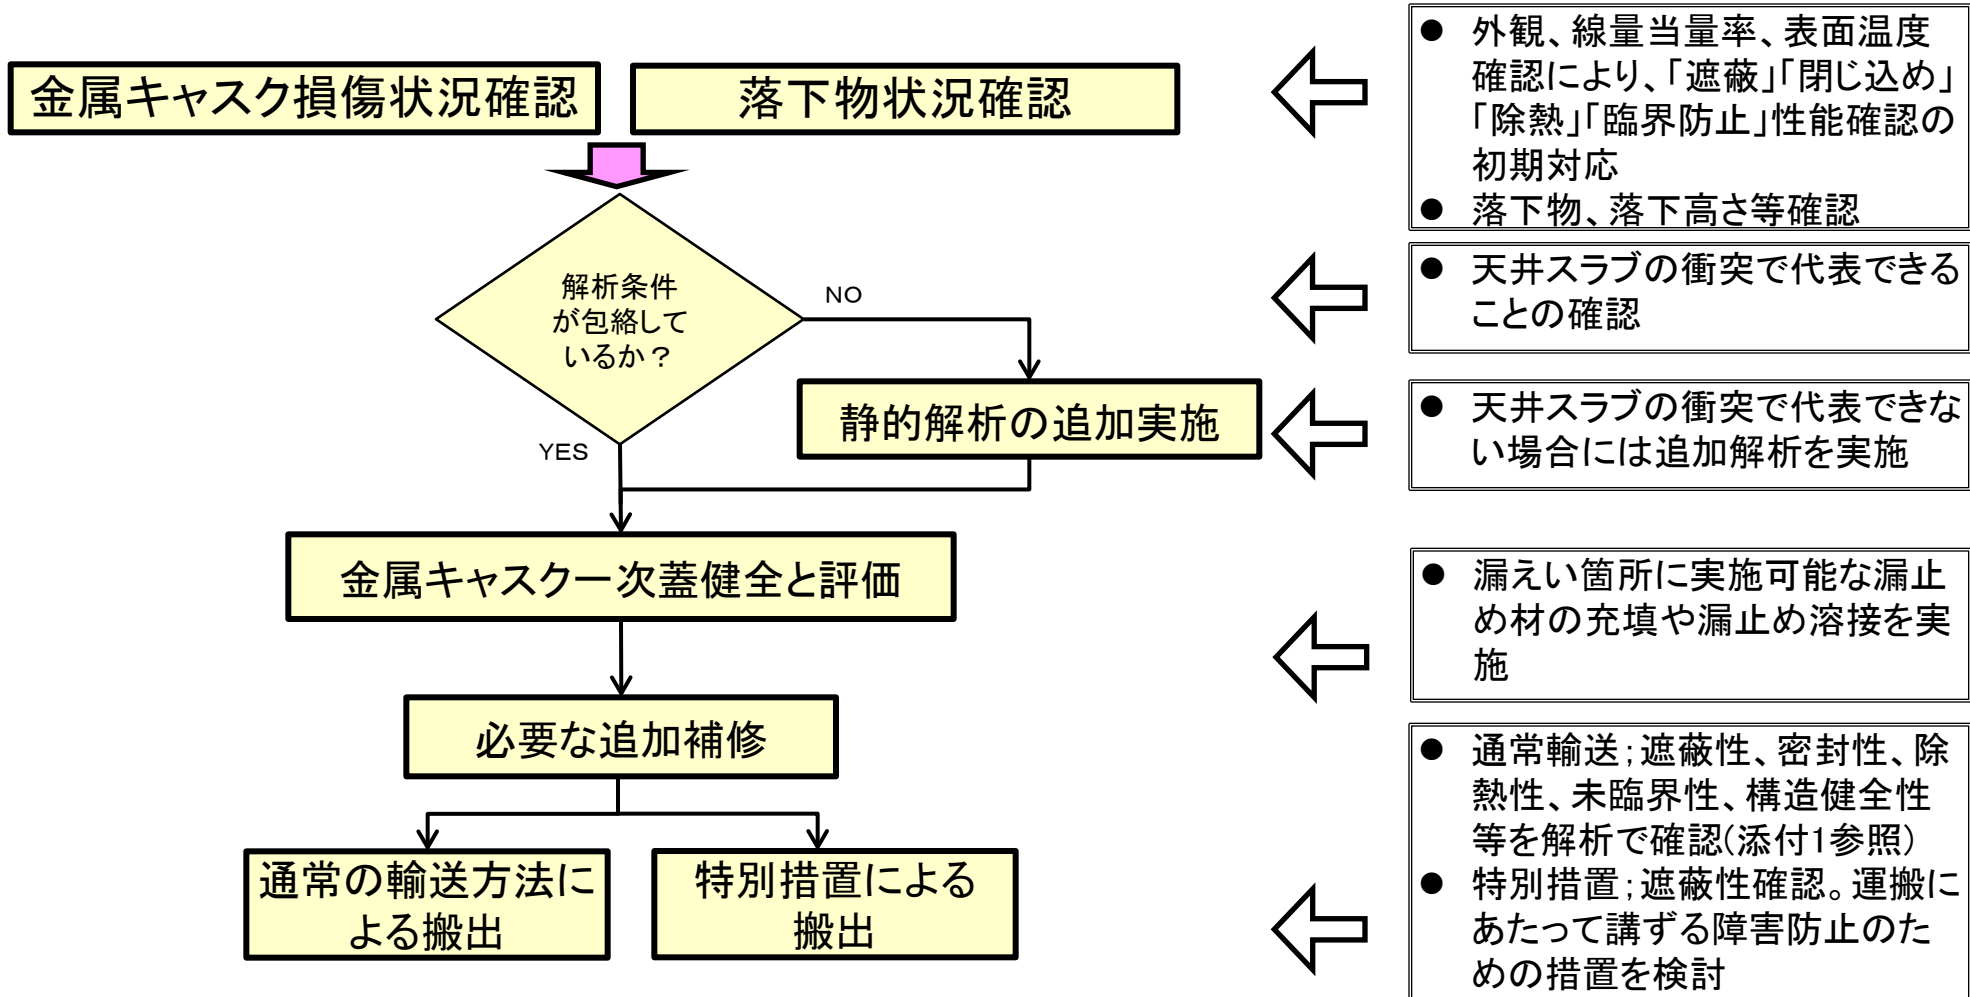 金属キャスク損傷状況確認
落下物状況確認
● 外観、線量当量率、表面温度
確認により、「遮蔽」「閉じ込め」
「除熱」「臨界防止」性能確認の
初期対応
● 落下物、落下高さ等確認
解析条件
が包絡して
いるか？
NO
YES
● 天井スラブの衝突で代表できる
ことの確認
静的解析の追加実施
● 天井スラブの衝突で代表できな
い場合には追加解析を実施
金属キャスク一次蓋健全と評価
● 漏えい箇所に実施可能な漏止
め材の充填や漏止め溶接を実
施
必要な追加補修
通常の輸送方法に
よる搬出
特別措置による
搬出
● 通常輸送；遮蔽性、密封性、除
熱性、未臨界性、構造健全性
等を解析で確認(添付1参照)
● 特別措置；遮蔽性確認。運搬に
あたって講ずる障害防止のた
めの措置を検討